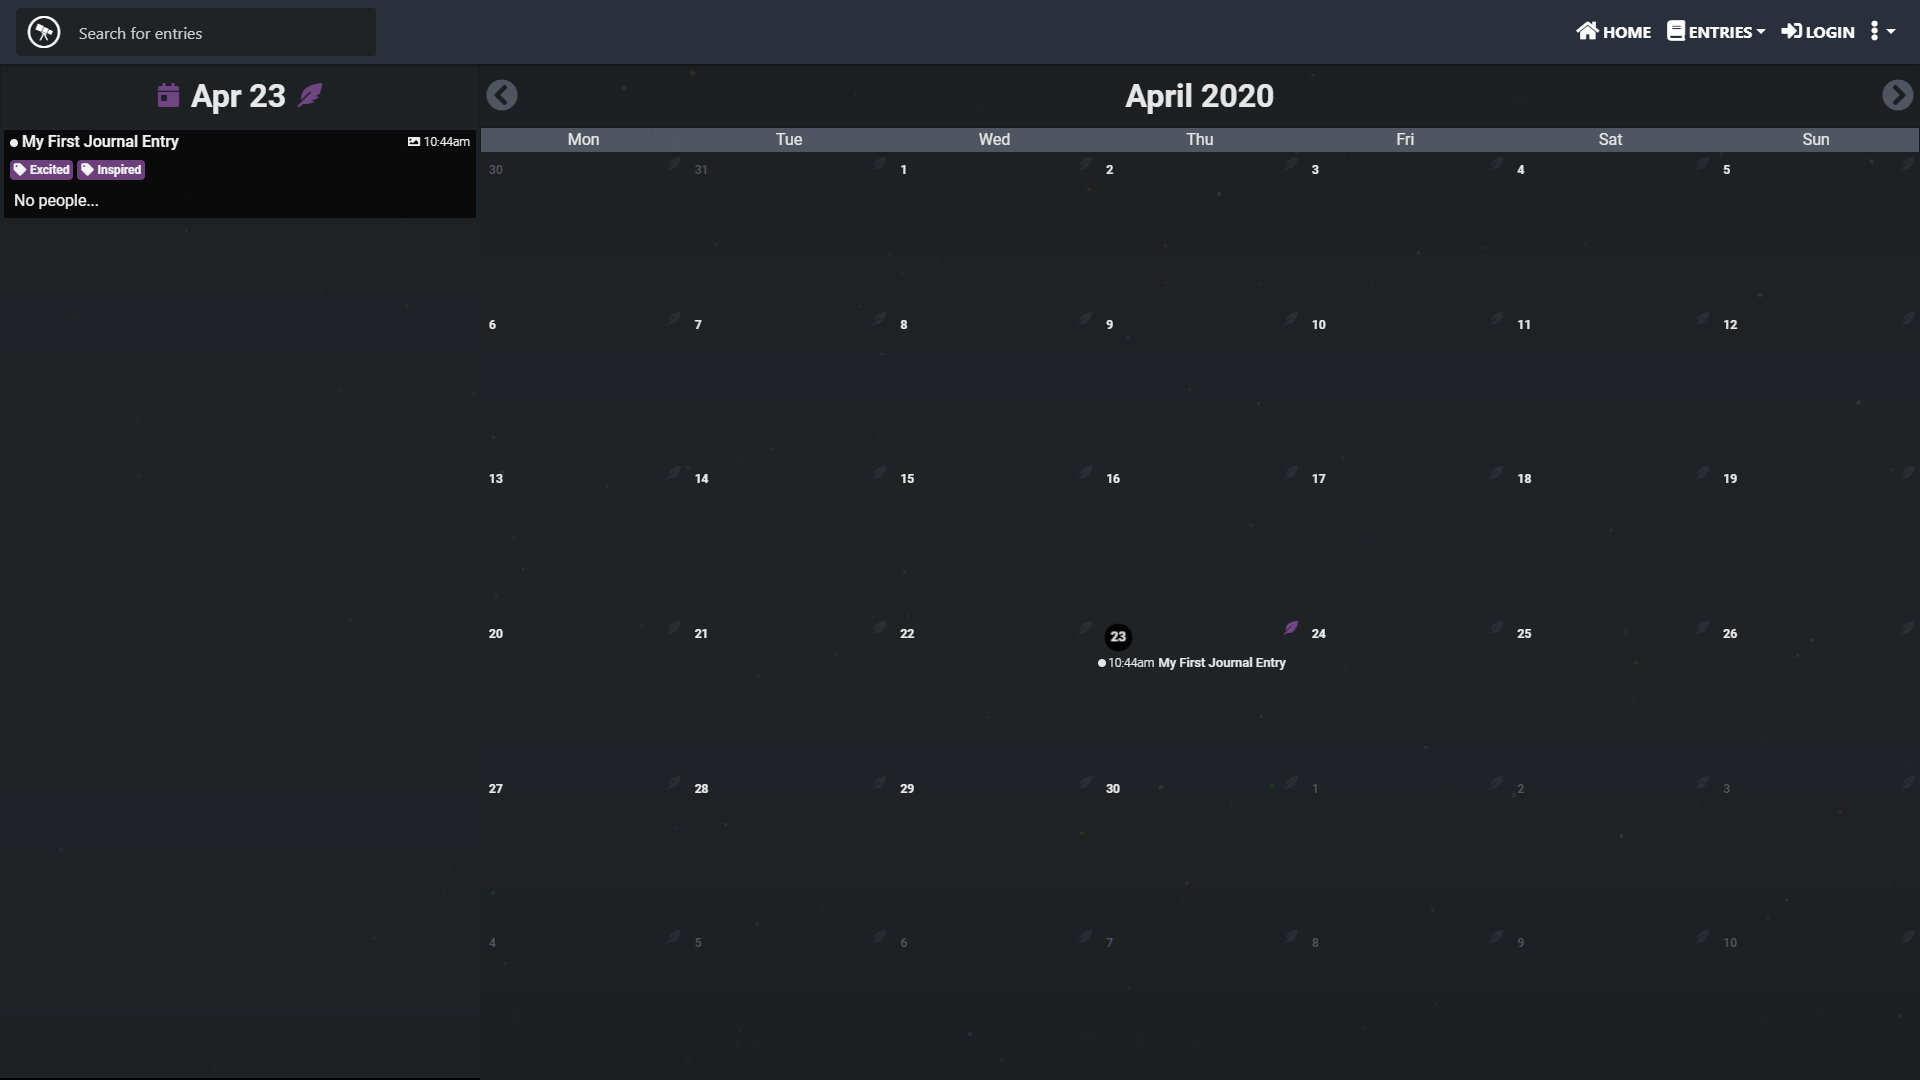 Search for entries
HOME ENTRIES LOGIN
Apr 23
My First Journal Entry 10:44am
Excited Inspired
No people...
April 2020
Mon Tue Wed Thu Fri Sat Sun
30 31 1 2 3 4 5
6 7 8 9 10 11 12
13 14 15 16 17 18 19
20 21 22 23 24 25 26
10:44am My First Journal Entry
27 28 29 30 1 2 3
4 5 6 7 8 9 10